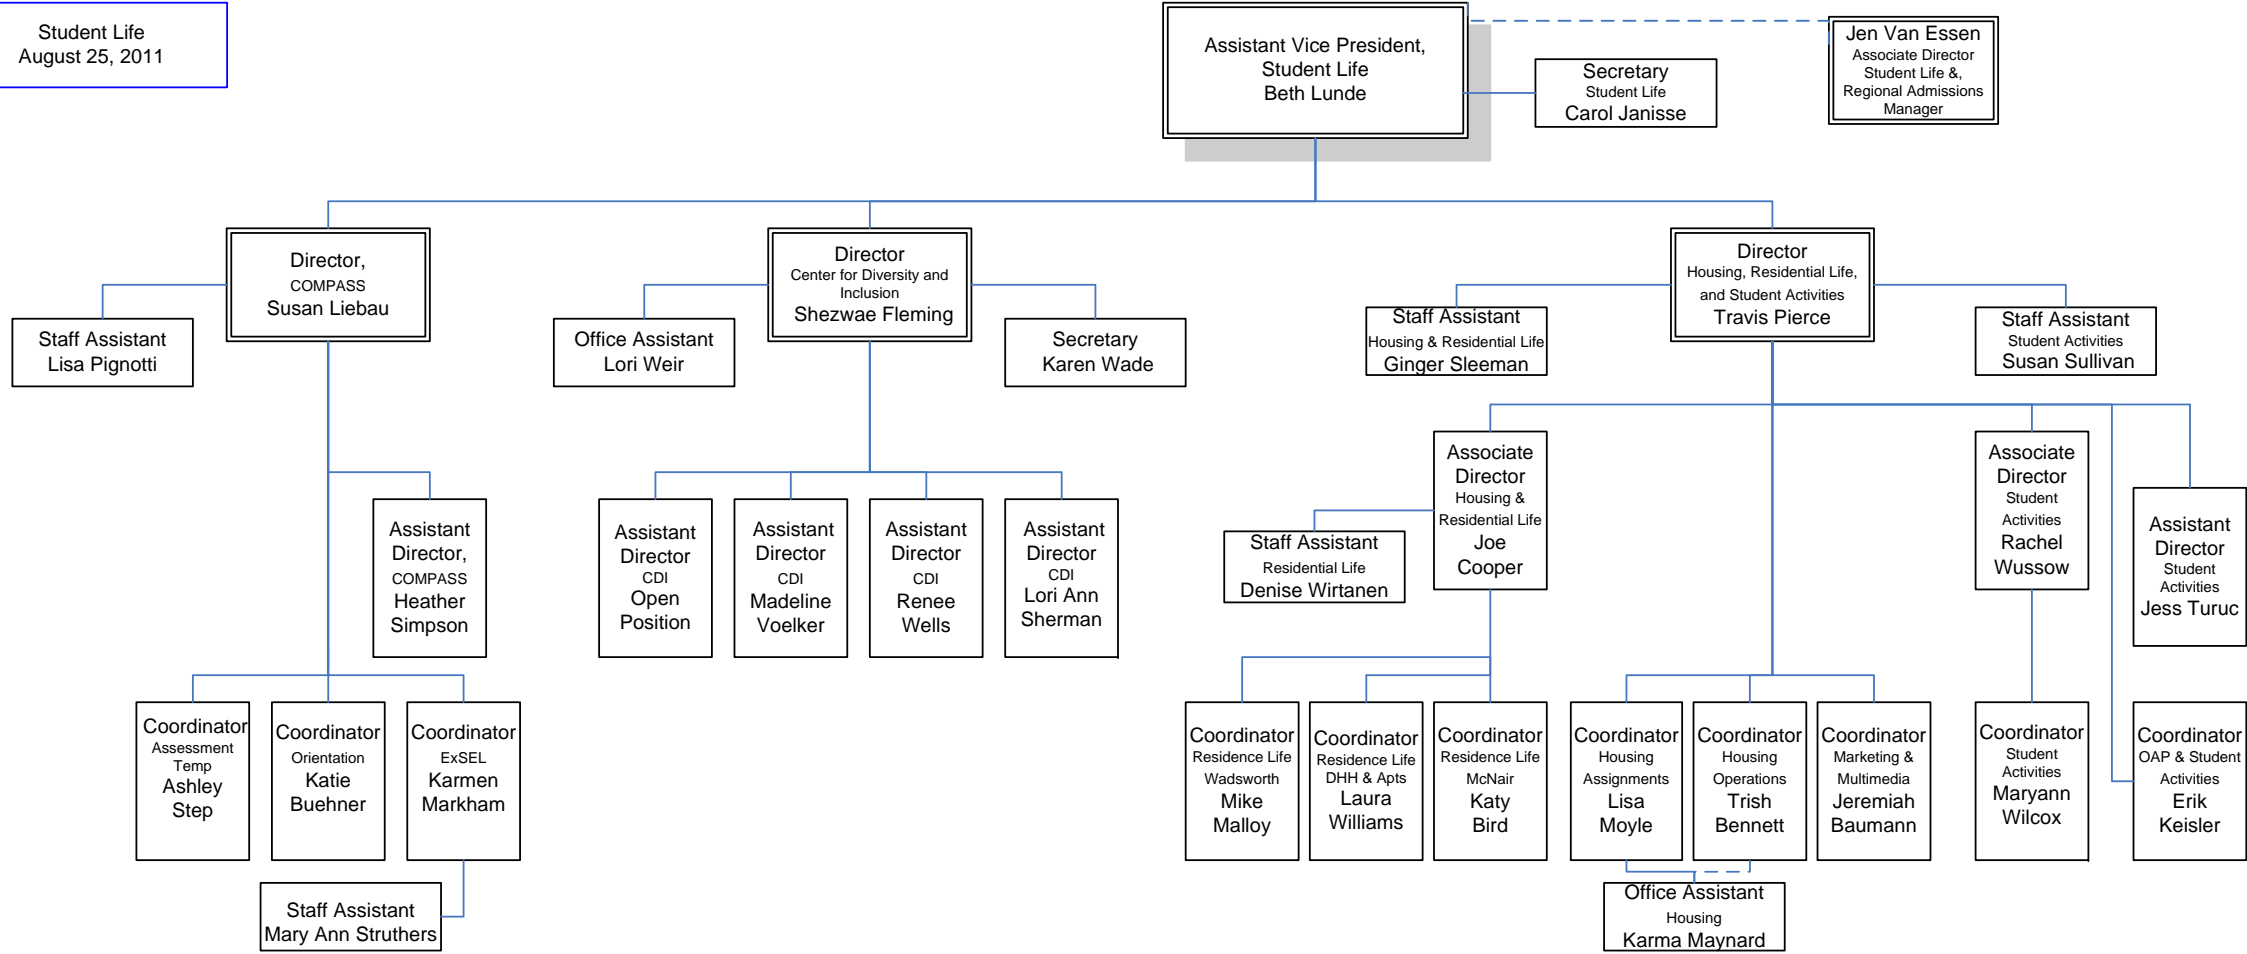 Student Life
August 25, 2011
Assistant Vice President,
Student Life
Beth Lunde
Secretary
Student Life
Carol Janisse
Jen Van Essen
Associate Director
Student Life &,
Regional Admissions
Manager
Director,
COMPASS
Susan Liebau
Staff Assistant
Lisa Pignotti
Director
Center for Diversity and
Inclusion
Shezwae Fleming
Office Assistant
Lori Weir
Secretary
Karen Wade
Director
Housing, Residential Life,
and Student Activities
Travis Pierce
Staff Assistant
Housing & Residential Life
Ginger Sleeman
Staff Assistant
Student Activities
Susan Sullivan
Assistant
Director,
COMPASS
Heather
Simpson
Assistant
Director
CDI
Open
Position
Assistant
Director
CDI
Madeline
Voelker
Assistant
Director
CDI
Renee
Wells
Assistant
Director
CDI
Lori Ann
Sherman
Associate
Director
Housing &
Residential Life
Joe
Cooper
Staff Assistant
Residential Life
Denise Wirtanen
Associate
Director
Student
Activities
Rachel
Wussow
Assistant
Director
Student
Activities
Jess Turuc
Coordinator
Assessment
Temp
Ashley
Step
Coordinator
Orientation
Katie
Buehner
Coordinator
ExSEL
Karmen
Markham
Staff Assistant
Mary Ann Struthers
Coordinator
Residence Life
Wadsworth
Mike
Malloy
Coordinator
Residence Life
DHH & Apts
Laura
Williams
Coordinator
Residence Life
McNair
Katy
Bird
Coordinator
Housing
Assignments
Lisa
Moyle
Coordinator
Housing
Operations
Trish
Bennett
Coordinator
Marketing &
Multimedia
Jeremiah
Baumann
Coordinator
Student
Activities
Maryann
Wilcox
Coordinator
OAP & Student
Activities
Erik
Keisler
Office Assistant
Housing
Karma Maynard